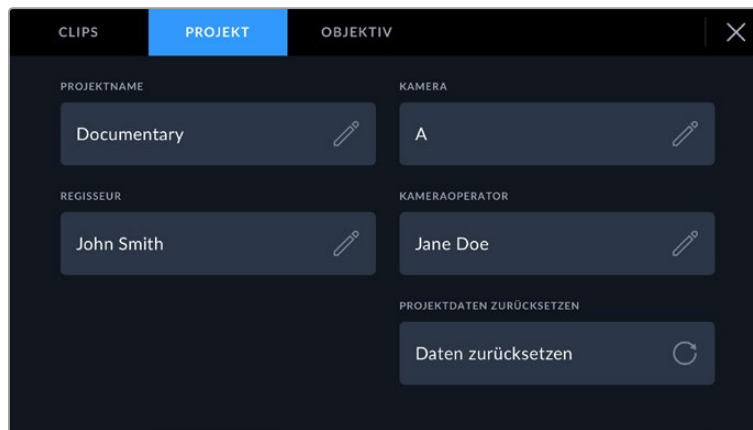 CLIPS PROJEKT OBJEKTIV
PROJEKTNAME KAMERA
Documentary A
REGISSEUR KAMERAOPERATOR
John Smith Jane Doe
PROJEKTDATEN ZURÜCKSETZEN
Daten zurücksetzen